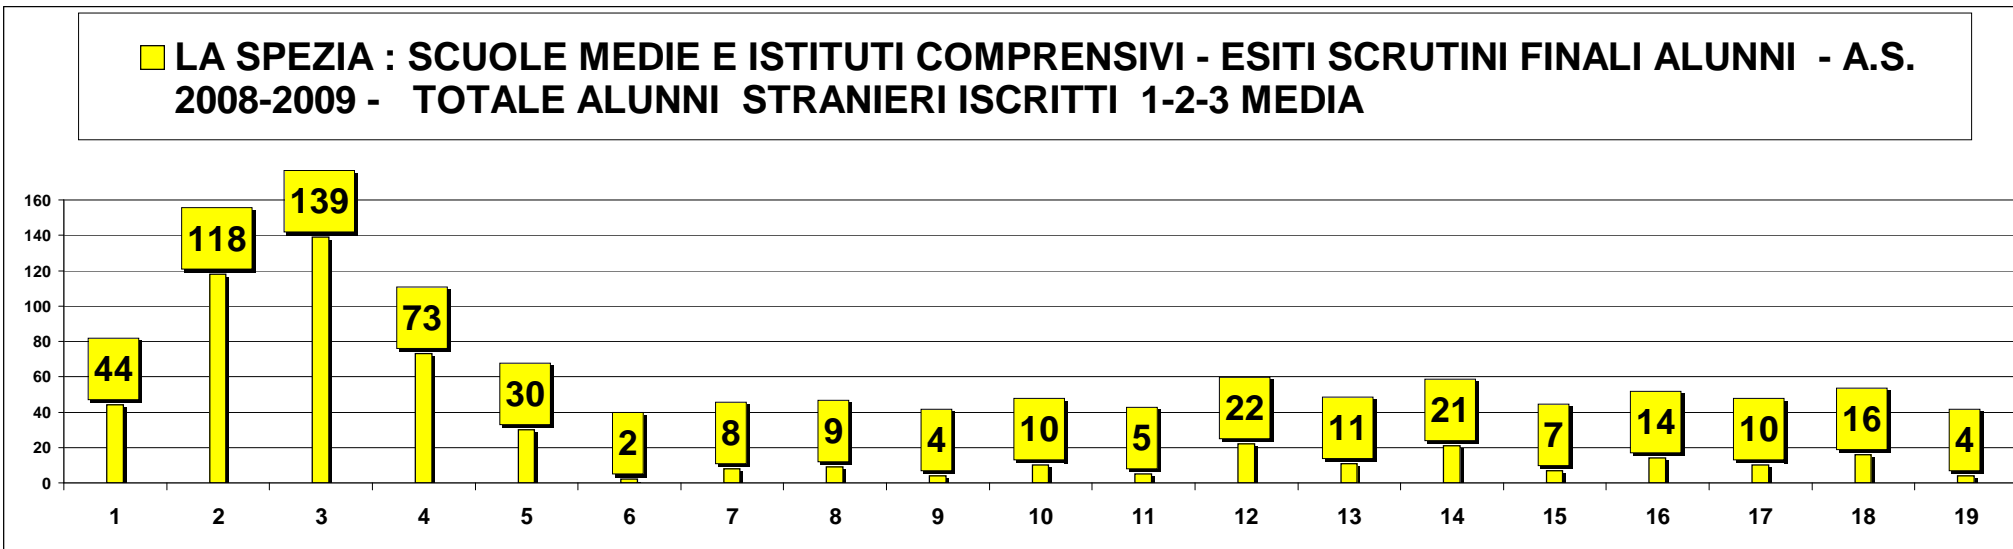 LA SPEZIA : SCUOLE MEDIE E ISTITUTI COMPRENSIVI - ESITI SCRUTINI FINALI ALUNNI - A.S.
2008-2009 - TOTALE ALUNNI STRANIERI ISCRITTI 1-2-3 MEDIA
160
140
120
100
80
60
40
20
0
44 118 139 73 30 2 8 9 4 10 5 22 11 21 7 14 10 16 4
1 2 3 4 5 6 7 8 9 10 11 12 13 14 15 16 17 18 19